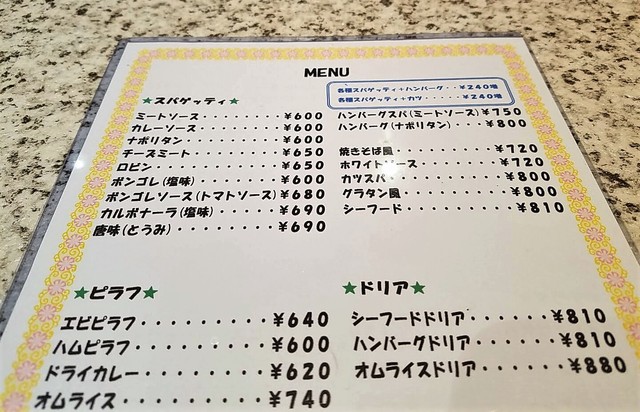 MENU
各種スパゲッティ+ハンバーグ・・¥240増
各種スパゲッティ+カツ・・・・・¥240増
★スパゲッティ★
ミートソース・・・・・・・・・¥600
カレーソース・・・・・・・・・¥600
ナポリタン・・・・・・・・・・¥600
チーズミート・・・・・・・・・¥650
ロビン・・・・・・・・・・・・¥650
ボンゴレ(塩味)・・・・・・・・¥600
ボンゴレソース(トマトソース)・¥680
カルボナーラ(塩味)・・・・・・¥690
唐味(とうみ)・・・・・・・・・¥690
ハンバーグスパ(ミートソース)¥750
ハンバーグ(ナポリタン)・・・¥800
焼きそば風・・・・・・・・・¥720
ホワイトソース・・・・・・・¥720
カツスパ・・・・・・・・・・¥800
グラタン風・・・・・・・・・¥800
シーフード・・・・・・・・・¥810
★ピラフ★
エビピラフ・・・・・・・・・¥640
ハムピラフ・・・・・・・・・¥600
ドライカレー・・・・・・・・¥620
オムライス・・・・・・・・・¥740
★ドリア★
シーフードドリア・・・・・・¥810
ハンバーグドリア・・・・・・¥810
オムライスドリア・・・・・・¥880